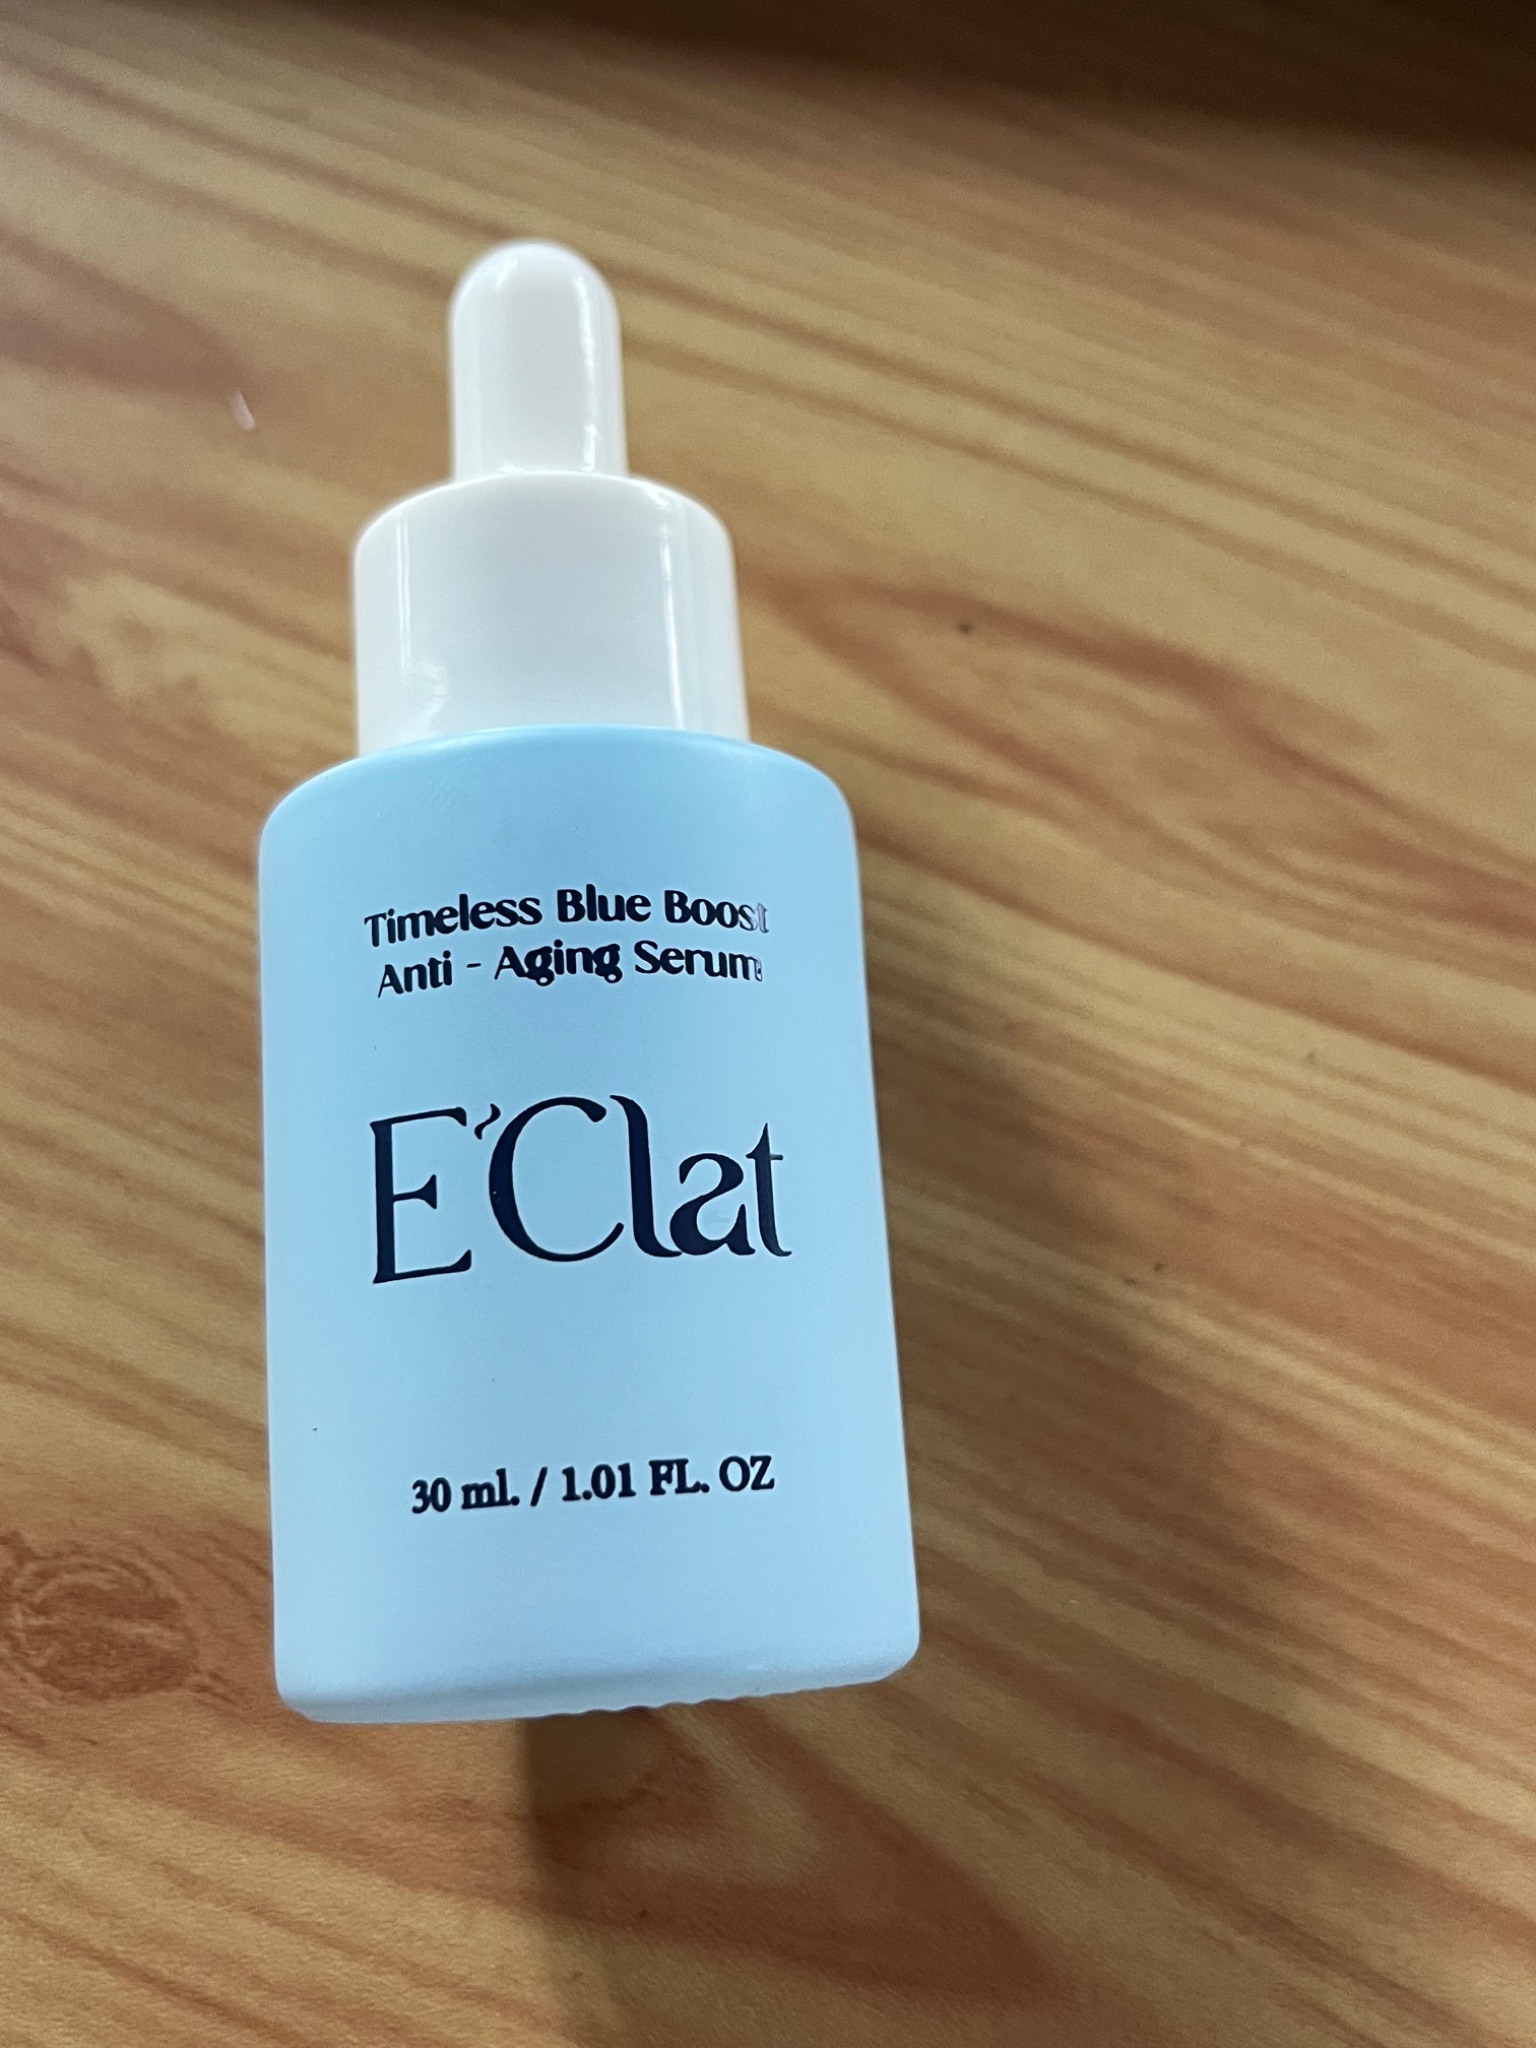 Timeless Blue Boost
Anti - Aging Serum
E'Clat
30 ml. / 1.01 FL. OZ